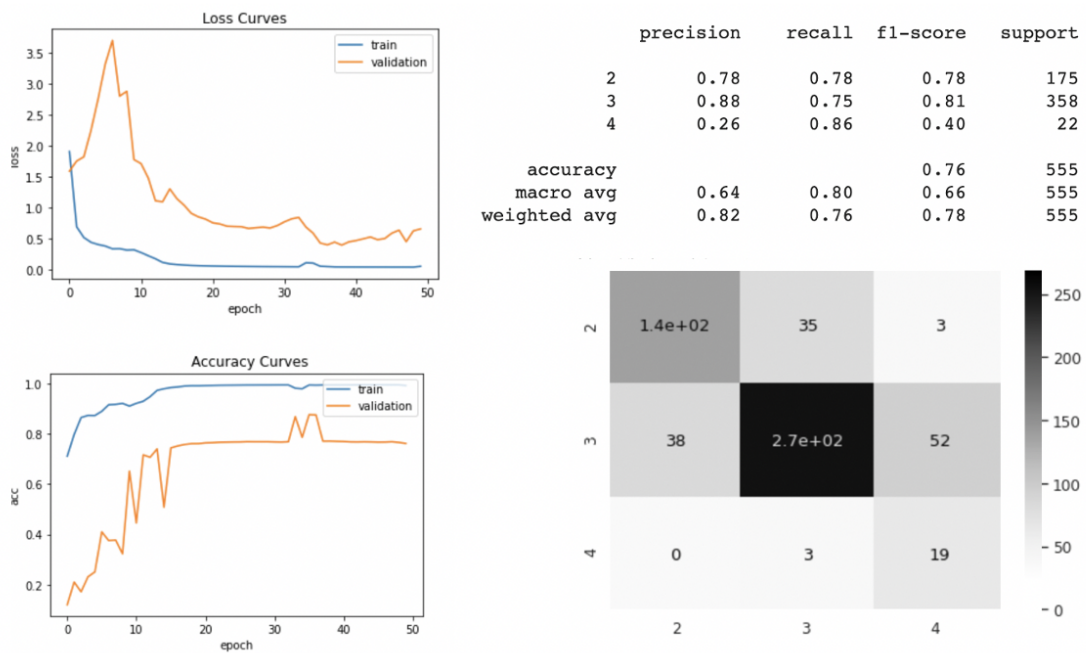 Loss Curves
train
validation
3.5
3.0
2.5
2.0
1.5
1.0
0.5
0.0
loss
0 10 20 30 40 50
epoch
precision recall f1-score support
2 0.78 0.78 0.78 175
3 0.88 0.75 0.81 358
4 0.26 0.86 0.40 22
accuracy 0.76 555
macro avg 0.64 0.80 0.66 555
weighted avg 0.82 0.76 0.78 555
Accuracy Curves
train
validation
1.0
0.8
0.6
0.4
0.2
acc
0 10 20 30 40 50
epoch
2 1.4e+02 35 3
3 38 2.7e+02 52
4 0 3 19
2 3 4
250
200
150
100
50
0